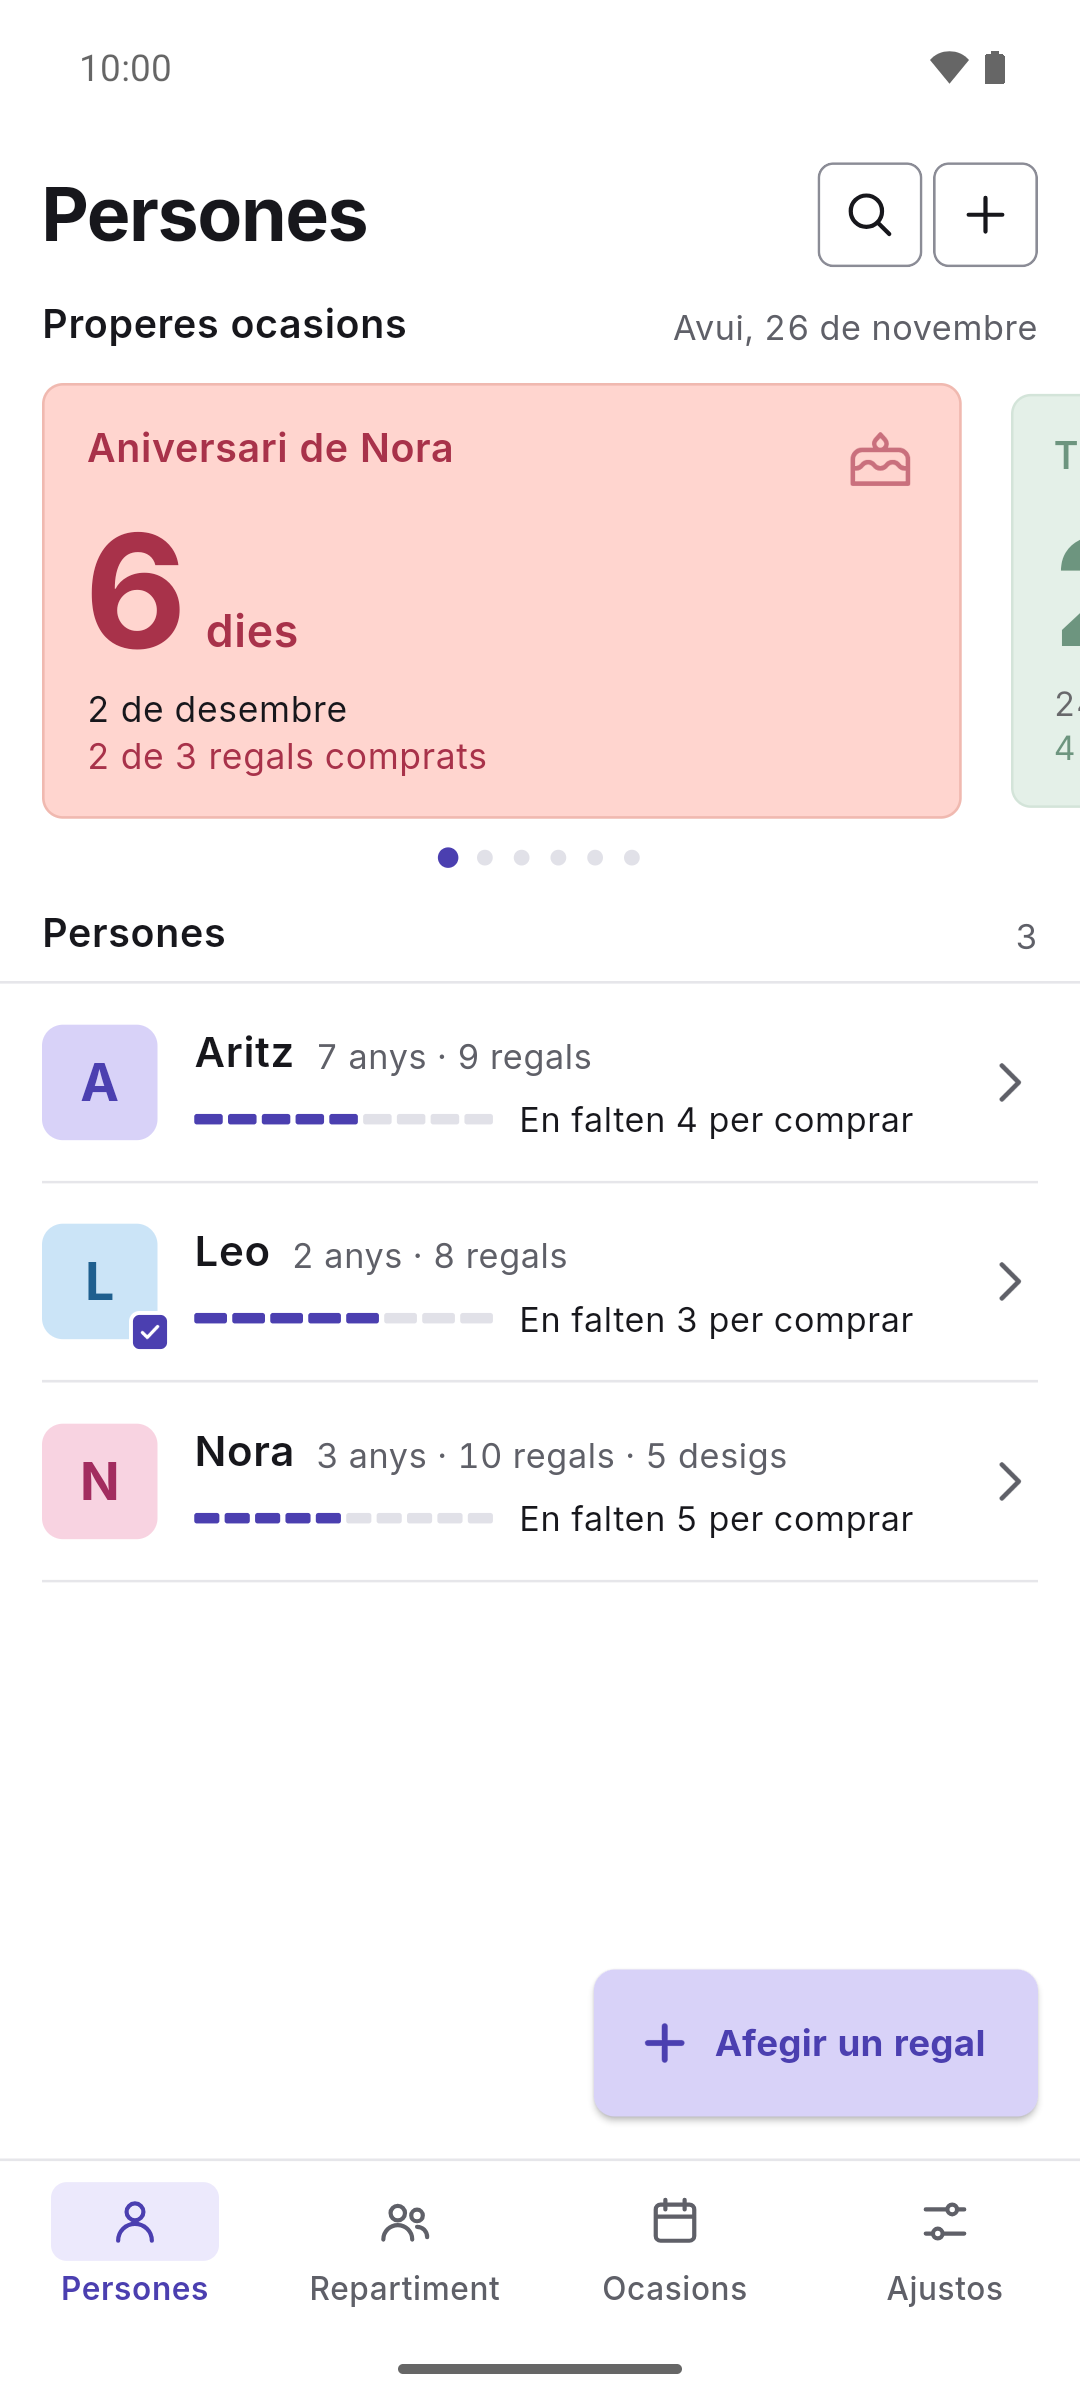 10:00
Persones
Properes ocasions
Avui, 26 de novembre
Aniversari de Nora
6 dies
2 de desembre
2 de 3 regals comprats
4
Persones
3
A
Aritz 7 anys · 9 regals
En falten 4 per comprar
L
Leo 2 anys · 8 regals
En falten 3 per comprar
N
Nora 3 anys · 10 regals · 5 desigs
En falten 5 per comprar
Afegir un regal
Persones
Repartiment
Ocasions
Ajustos